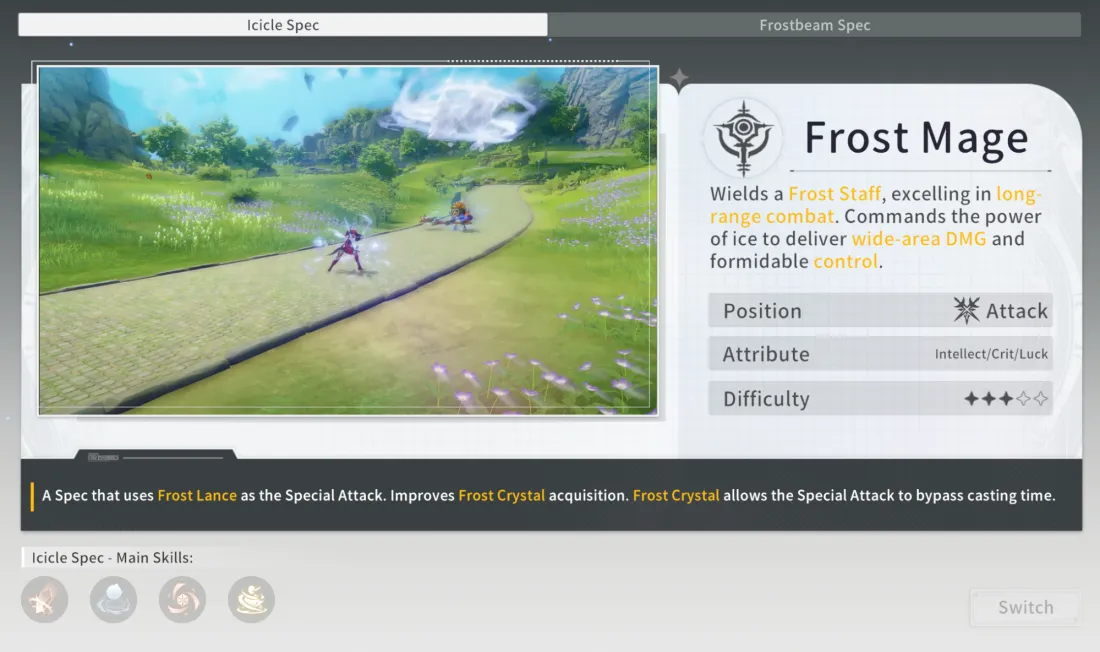 Icicle Spec
Frostbeam Spec
Frost Mage
Wields a Frost Staff, excelling in long-
range combat. Commands the power
of ice to deliver wide-area DMG and
formidable control.
Position Attack
Attribute Intellect/Crit/Luck
Difficulty
A Spec that uses Frost Lance as the Special Attack. Improves Frost Crystal acquisition. Frost Crystal allows the Special Attack to bypass casting time.
Icicle Spec - Main Skills:
Switch